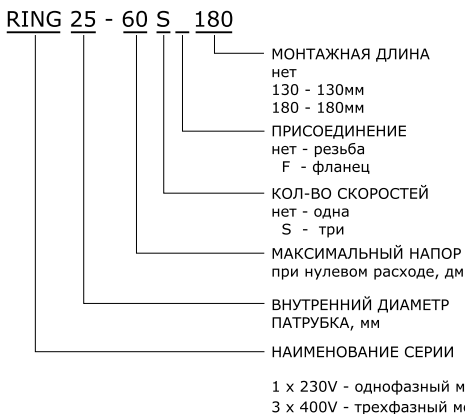 RING 25 - 60 S _ 180
МОНТАЖНАЯ ДЛИНА
нет
130 - 130мм
180 - 180мм
ПРИСОЕДИНЕНИЕ
нет - резьба
F - фланец
КОЛ-ВО СКОРОСТЕЙ
нет - одна
S - три
МАКСИМАЛЬНЫЙ НАПОР
при нулевом расходе, дм
ВНУТРЕННИЙ ДИАМЕТР
ПАТРУБКА, мм
НАИМЕНОВАНИЕ СЕРИИ
1 x 230V - однофазный
3 x 400V - трехфазный